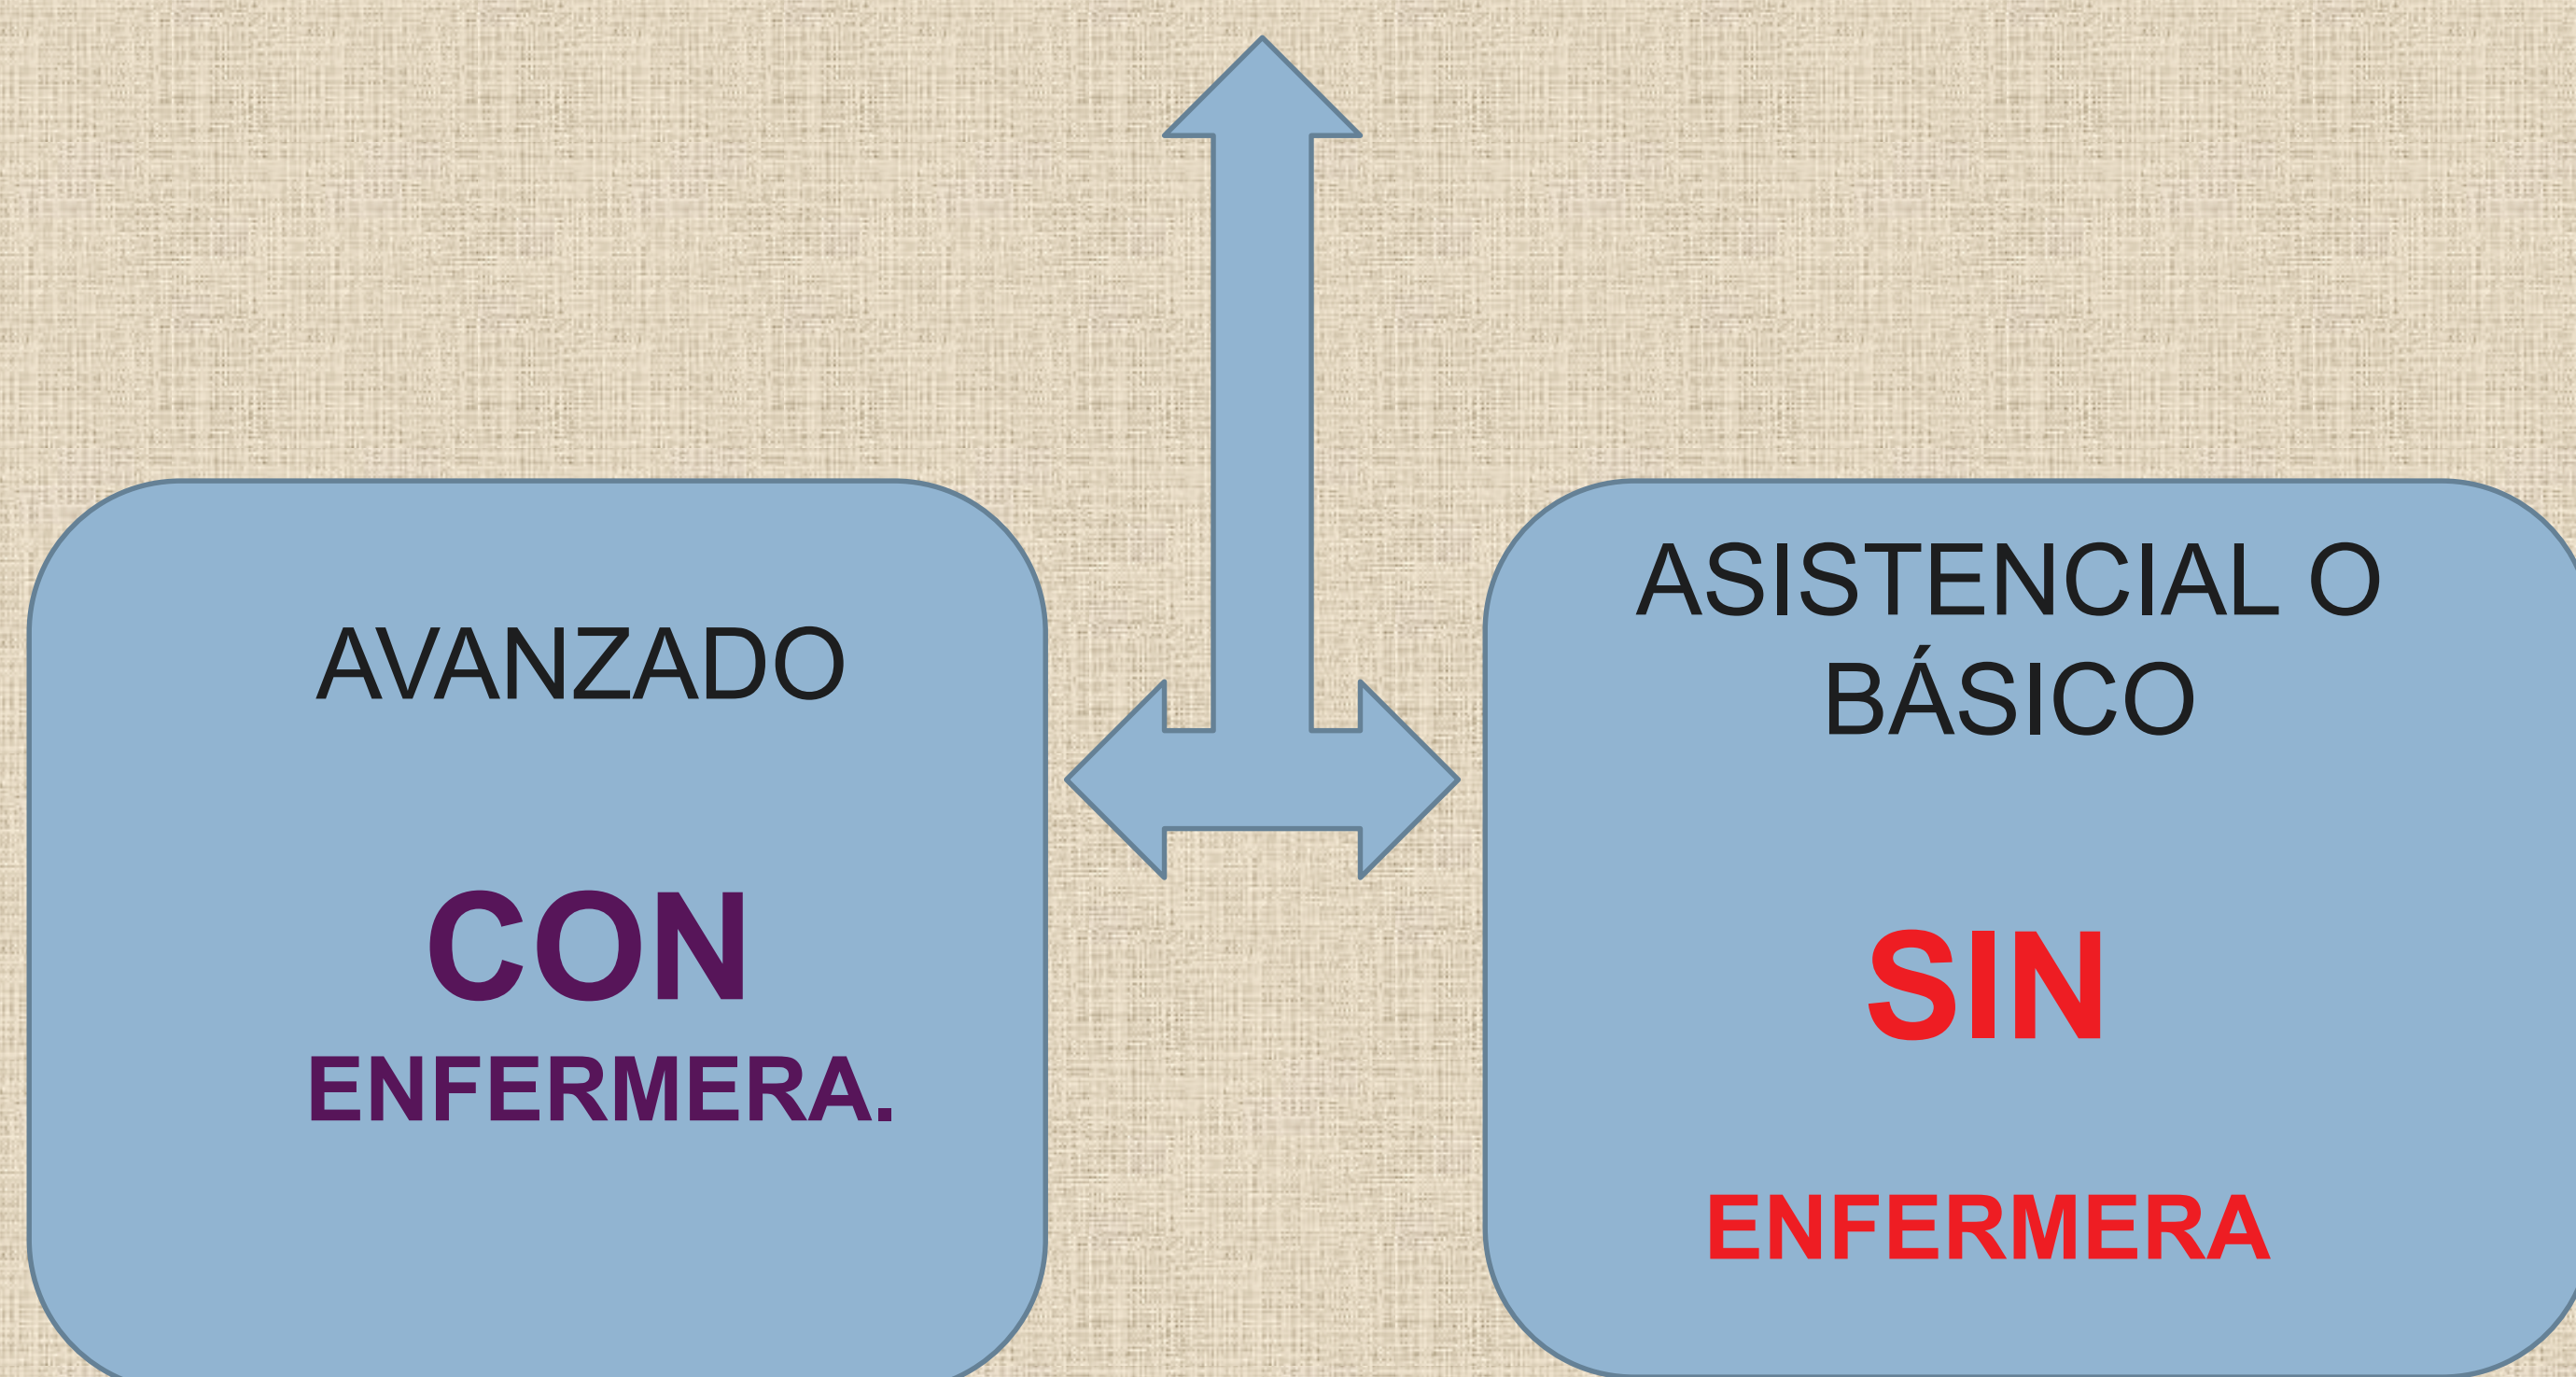 AVANZADO
CON
ENFERMERA.
ASISTENCIAL O
BÁSICO
SIN
ENFERMERA